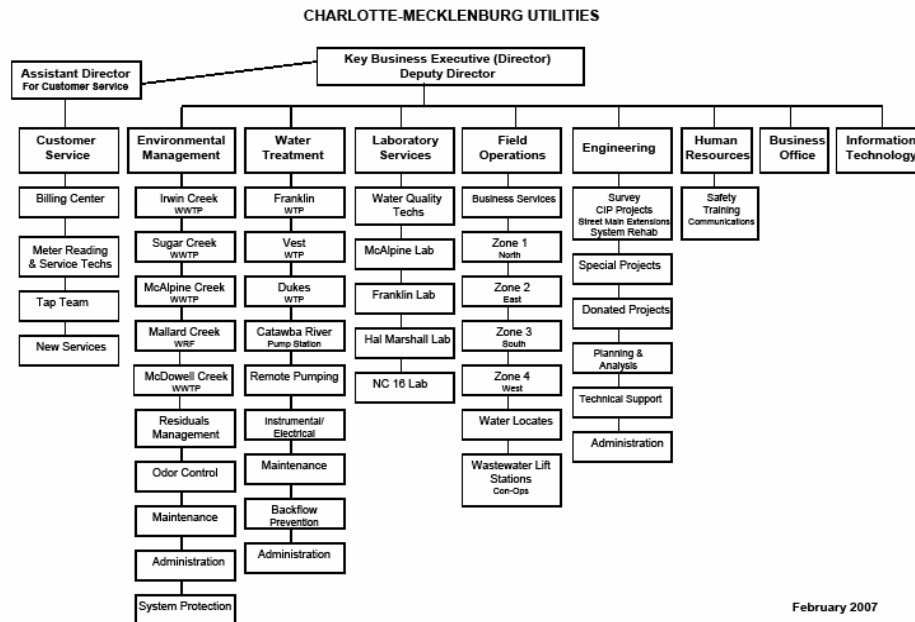 CHARLOTTE-MECKLENBURG UTILITIES
Key Business Executive (Director)
Deputy Director
Assistant Director
For Customer Service
Customer
Service
Billing Center
Meter Reading
& Service Techs
Tap Team
New Services
Environmental
Management
Irwin Creek
WWTP
Sugar Creek
WWTP
McAlpine Creek
WWTP
Mallard Creek
WRF
McDowell Creek
WWTP
Residuals
Management
Odor Control
Maintenance
Administration
System Protection
Water
Treatment
Franklin
WTP
Vest
WTP
Dukes
WTP
Catawba River
Pump Station
Remote Pumping
Instrumental/
Electrical
Maintenance
Backflow
Prevention
Administration
Laboratory
Services
Water Quality
Techs
McAlpine Lab
Franklin Lab
Hal Marshall Lab
NC 16 Lab
Field
Operations
Business Services
Zone 1
North
Zone 2
East
Zone 3
South
Zone 4
West
Water Locates
Wastewater Lift
Stations
Con-Ops
Engineering
Survey
CIP Projects
Street Main Extensions
System Rehab
Special Projects
Donated Projects
Planning &
Analysis
Technical Support
Administration
Human
Resources
Safety
Training
Communications
Business
Office
Information
Technology
February 2007